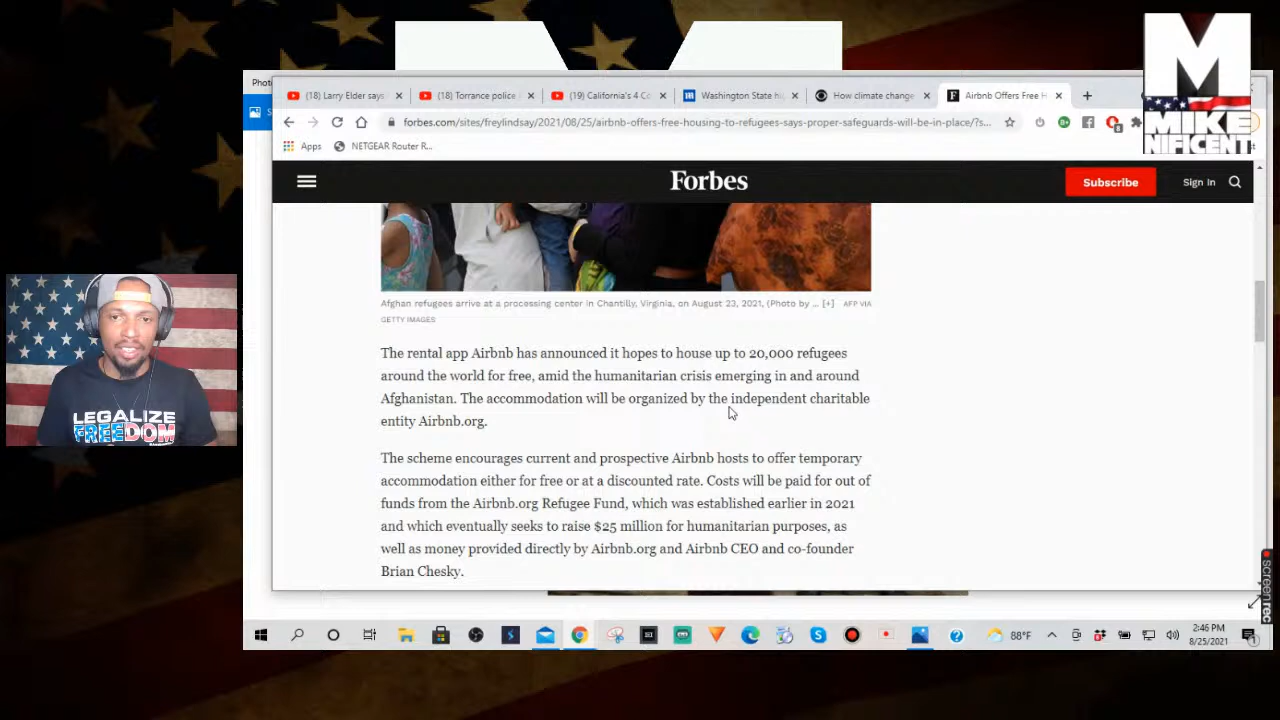 Phot
(18) Larry Elder says
(18) Torrance police
(19) California's 4 Co
Washington State hi
How climate change
Airbnb Offers Free H
forbes.com/sites/freylindsay/2021/08/25/airbnb-offers-free-housing-to-refugees-says-proper-safeguards-will-be-in-place/?s...
Apps
NETGEAR Router R...
M
MIKE
NIFICENT
Forbes
Subscribe
Sign In
Afghan refugees arrive at a processing center in Chantilly, Virginia, on August 23, 2021, (Photo by ... [+] AFP VIA
GETTY IMAGES
The rental app Airbnb has announced it hopes to house up to 20,000 refugees
around the world for free, amid the humanitarian crisis emerging in and around
Afghanistan. The accommodation will be organized by the independent charitable
entity Airbnb.org.
The scheme encourages current and prospective Airbnb hosts to offer temporary
accommodation either for free or at a discounted rate. Costs will be paid for out of
funds from the Airbnb.org Refugee Fund, which was established earlier in 2021
and which eventually seeks to raise $25 million for humanitarian purposes, as
well as money provided directly by Airbnb.org and Airbnb CEO and co-founder
Brian Chesky.
LEGALIZE
FREEDOM
screenrec
88°F
2:46 PM
8/25/2021